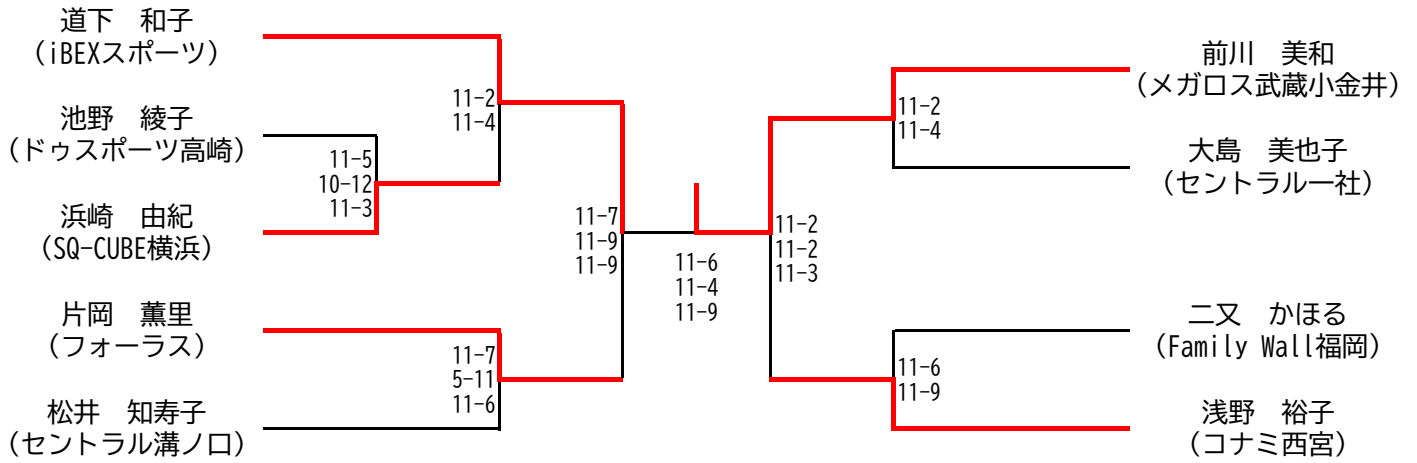 道下　和子
(iBEXスポーツ)
池野　綾子
(ドゥスポーツ高崎)
浜崎　由紀
(SQ-CUBE横浜)
片岡　薫里
(フォーラス)
松井　知寿子
(セントラル溝ノ口)
11-5
10-12
11-3
11-2
11-4
11-7
5-11
11-6
11-7
11-9
11-9
11-6
11-4
11-9
11-2
11-2
11-3
11-2
11-4
11-6
11-9
前川　美和
(メガロス武蔵小金井)
大島　美也子
(セントラル一社)
二又　かほる
(Family Wall福岡)
浅野　裕子
(コナミ西宮)